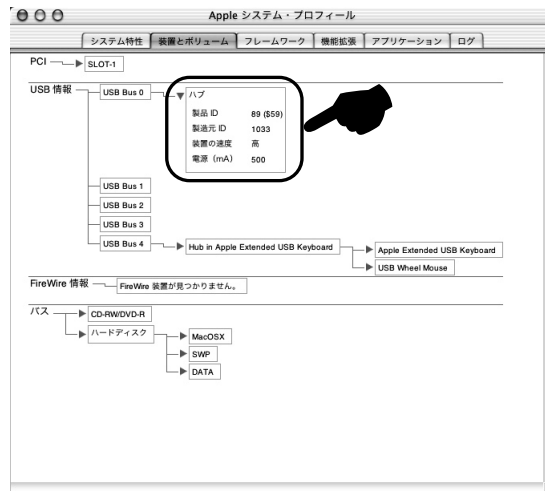 Apple システム・プロフィール
システム特性 装置とボリューム フレームワーク 機能拡張 アプリケーション ログ
PCI SLOT-1
USB 情報 USB Bus 0 ハブ
製品 ID 89 ($59)
製造元 ID 1033
装置の速度 高
電源（mA） 500
USB Bus 1
USB Bus 2
USB Bus 3
USB Bus 4 Hub in Apple Extended USB Keyboard Apple Extended USB Keyboard
USB Wheel Mouse
FireWire 情報 FireWire 装置が見つかりません。
バス CD-RW/DVD-R
ハードディスク MacOSX
SWP
DATA